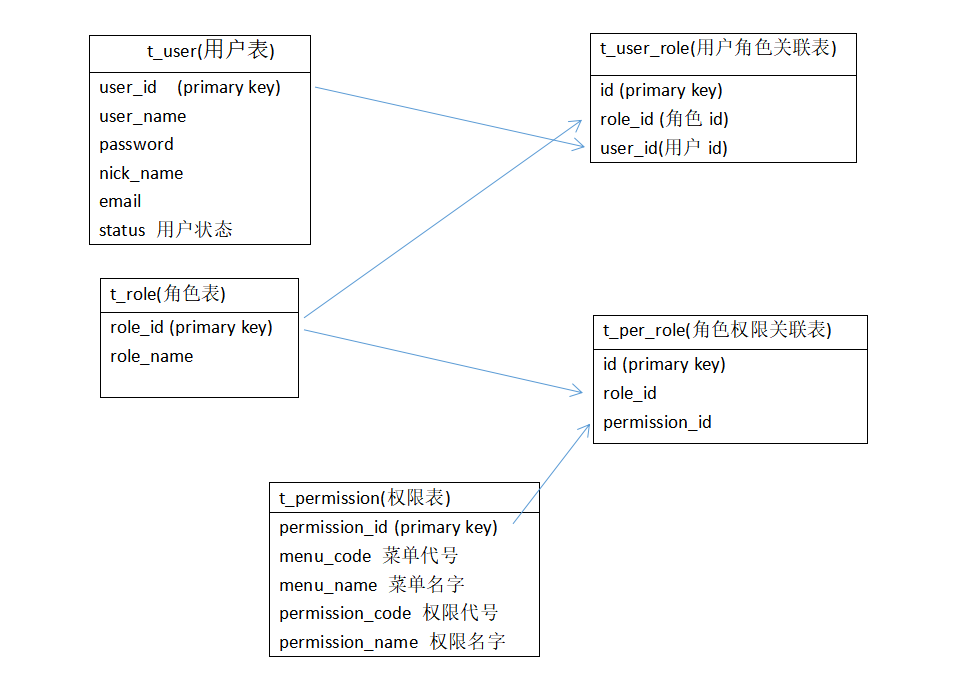 t_user(用户表)
user_id (primary key)
user_name
password
nick_name
email
status 用户状态
t_user_role(用户角色关联表)
id (primary key)
role_id (角色 id)
user_id(用户 id)
t_role(角色表)
role_id (primary key)
role_name
t_per_role(角色权限关联表)
id (primary key)
role_id
permission_id
t_permission(权限表)
permission_id (primary key)
menu_code 菜单代号
menu_name 菜单名字
permission_code 权限代号
permission_name 权限名字